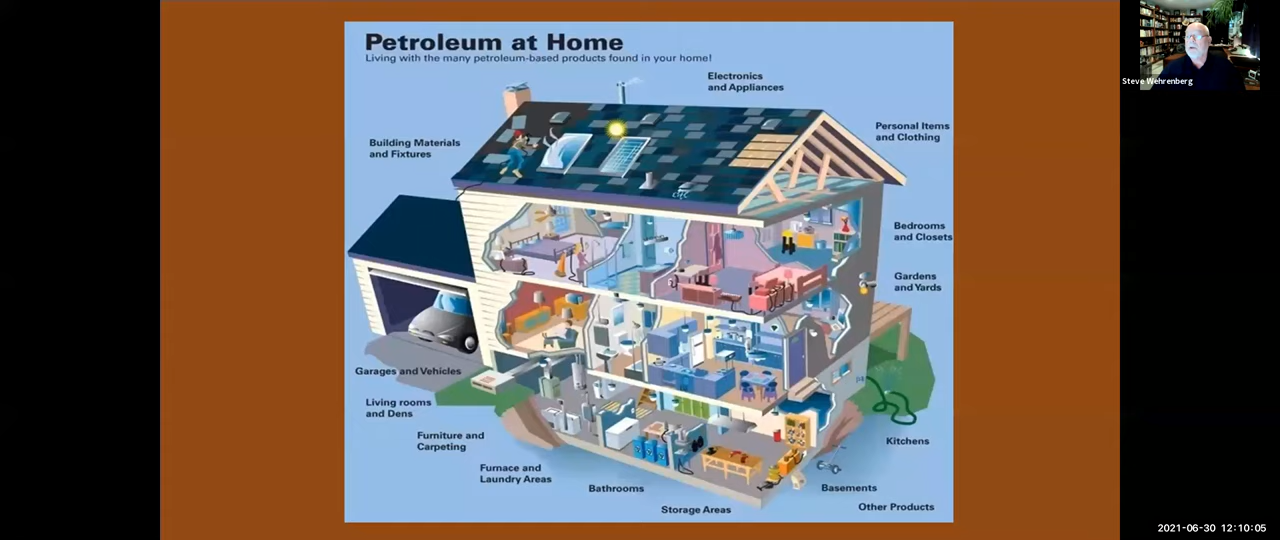 Petroleum at Home
Living with the many petroleum-based products found in your home!
Electronics
and Appliances
Personal Items
and Clothing
Building Materials
and Fixtures
Bedrooms
and Closets
Gardens
and Yards
Garages and Vehicles
Living rooms
and Dens
Furniture and
Carpeting
Kitchens
Furnace and
Laundry Areas
Bathrooms
Basements
Storage Areas
Other Products
Steve Wehrenberg
2021-06-30 12:10:05